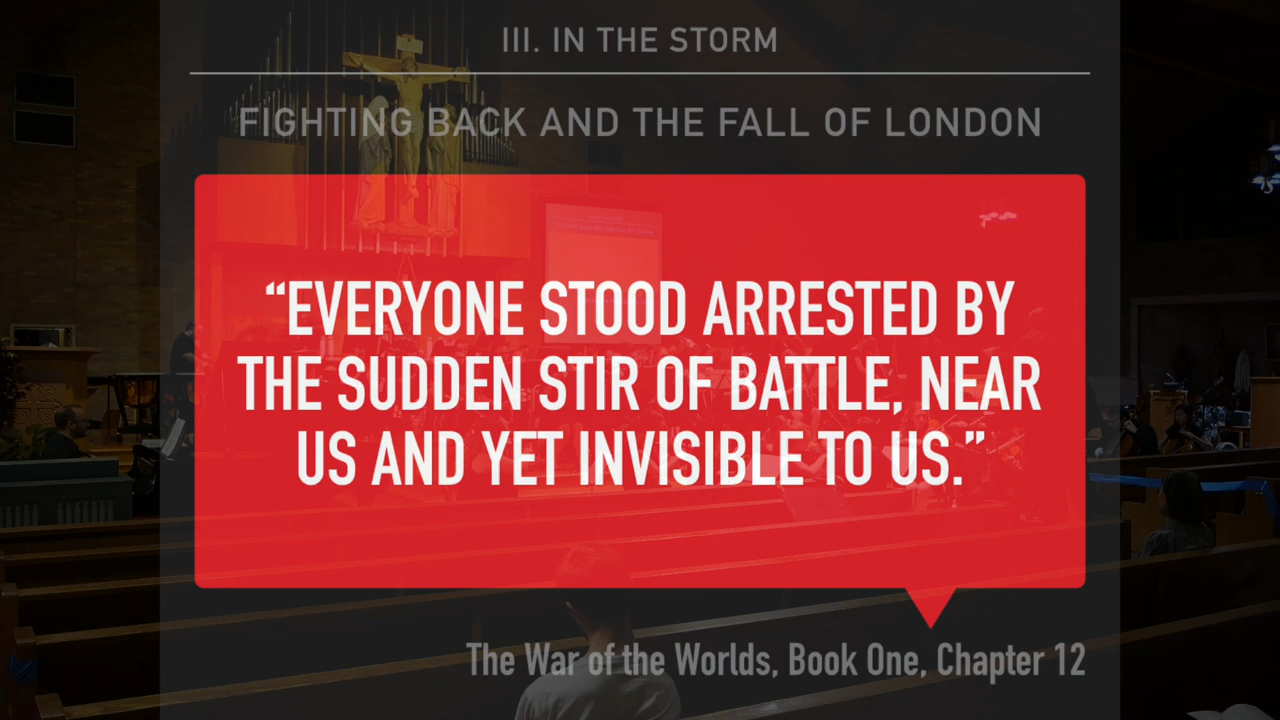 III. IN THE STORM
FIGHTING BACK AND THE FALL OF LONDON
“EVERYONE STOOD ARRESTED BY
THE SUDDEN STIR OF BATTLE, NEAR
US AND YET INVISIBLE TO US.”
The War of the Worlds, Book One, Chapter 12